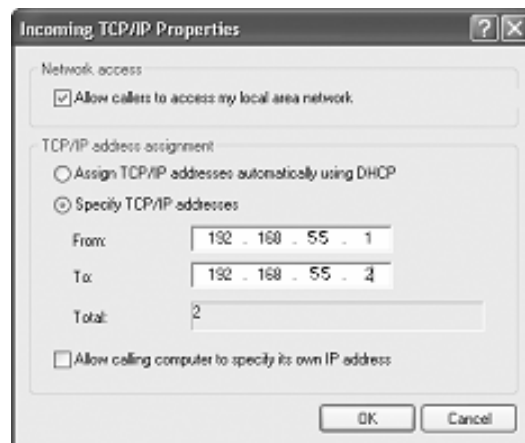 Incoming TCP/IP Properties
Network access
Allow callers to access my local area network
TCP/IP address assignment
Assign TCP/IP addresses automatically using DHCP
Specify TCP/IP addresses
From: 192 . 168 . 55 . 1
To: 192 . 168 . 55 . 2
Total: 2
Allow calling computer to specify its own IP address
OK Cancel